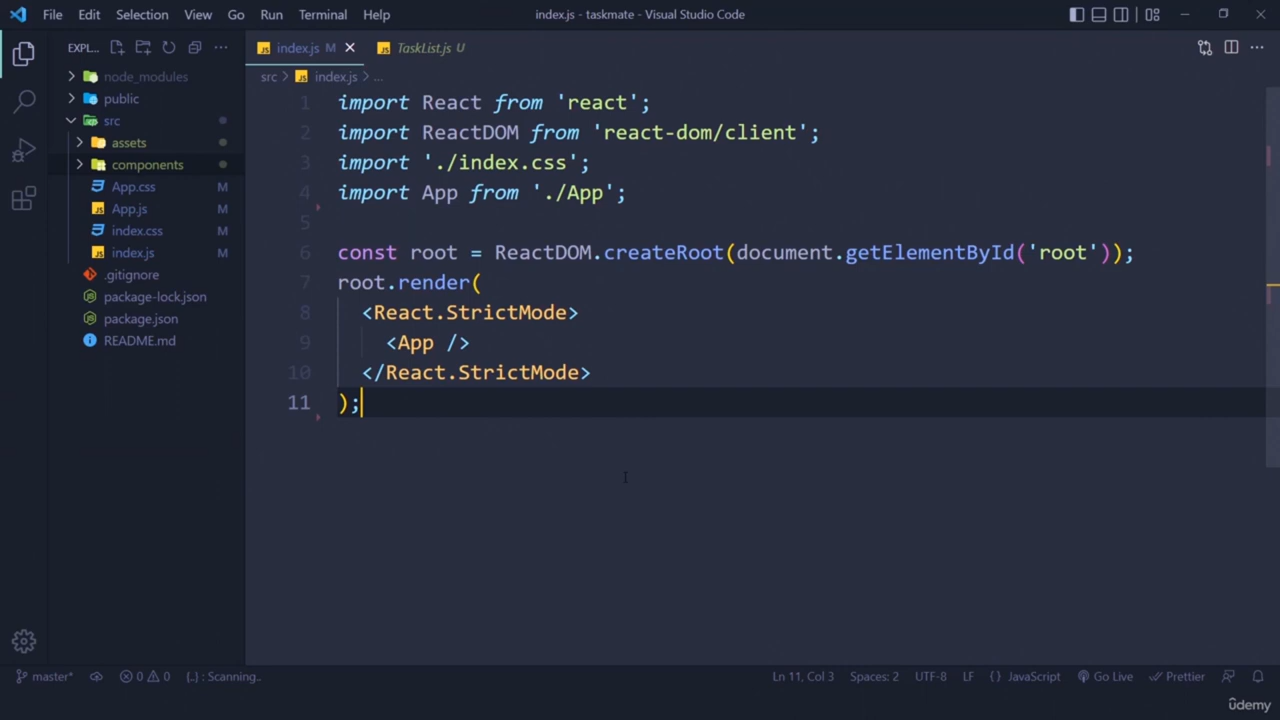 File Edit Selection View Go Run Terminal Help
index.js - taskmate - Visual Studio Code
EXPL... ...
node_modules
public
src
assets
components
App.css M
App.js M
index.css M
index.js M
.gitignore
package-lock.json
package.json
README.md
index.js M TaskList.js U
src > index.js > ...
1 import React from 'react';
2 import ReactDOM from 'react-dom/client';
3 import './index.css';
4 import App from './App';
5
6 const root = ReactDOM.createRoot(document.getElementById('root'));
7 root.render(
8 <React.StrictMode>
9 <App />
10 </React.StrictMode>
11 );
master* 0 0 {..} : Scanning.. Ln 11, Col 3 Spaces: 2 UTF-8 LF {} JavaScript Go Live Prettier
ûdemy